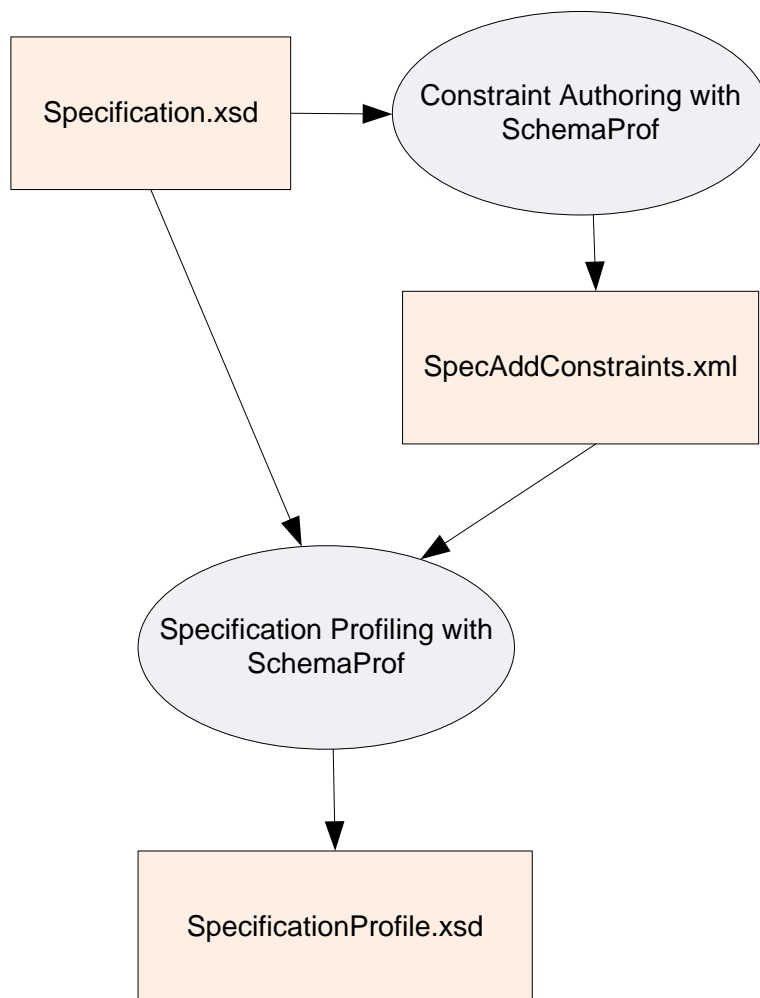 Specification.xsd
Constraint Authoring with
SchemaProf
SpecAddConstraints.xml
Specification Profiling with
SchemaProf
SpecificationProfile.xsd